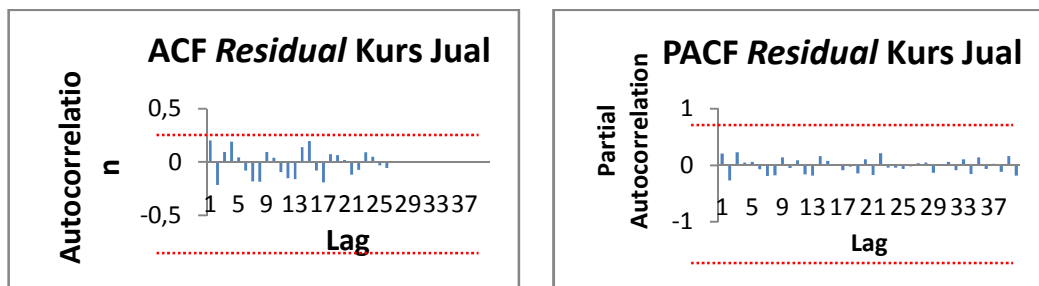 ACF Residual Kurs Jual
Autocorrelatio
n
0,5
0
-0,5
1 5 9 13 17 21 25 29 33 37
Lag
PACF Residual Kurs Jual
Partial
Autocorrelation
1
0
-1
1 5 9 13 17 21 25 29 33 37
Lag